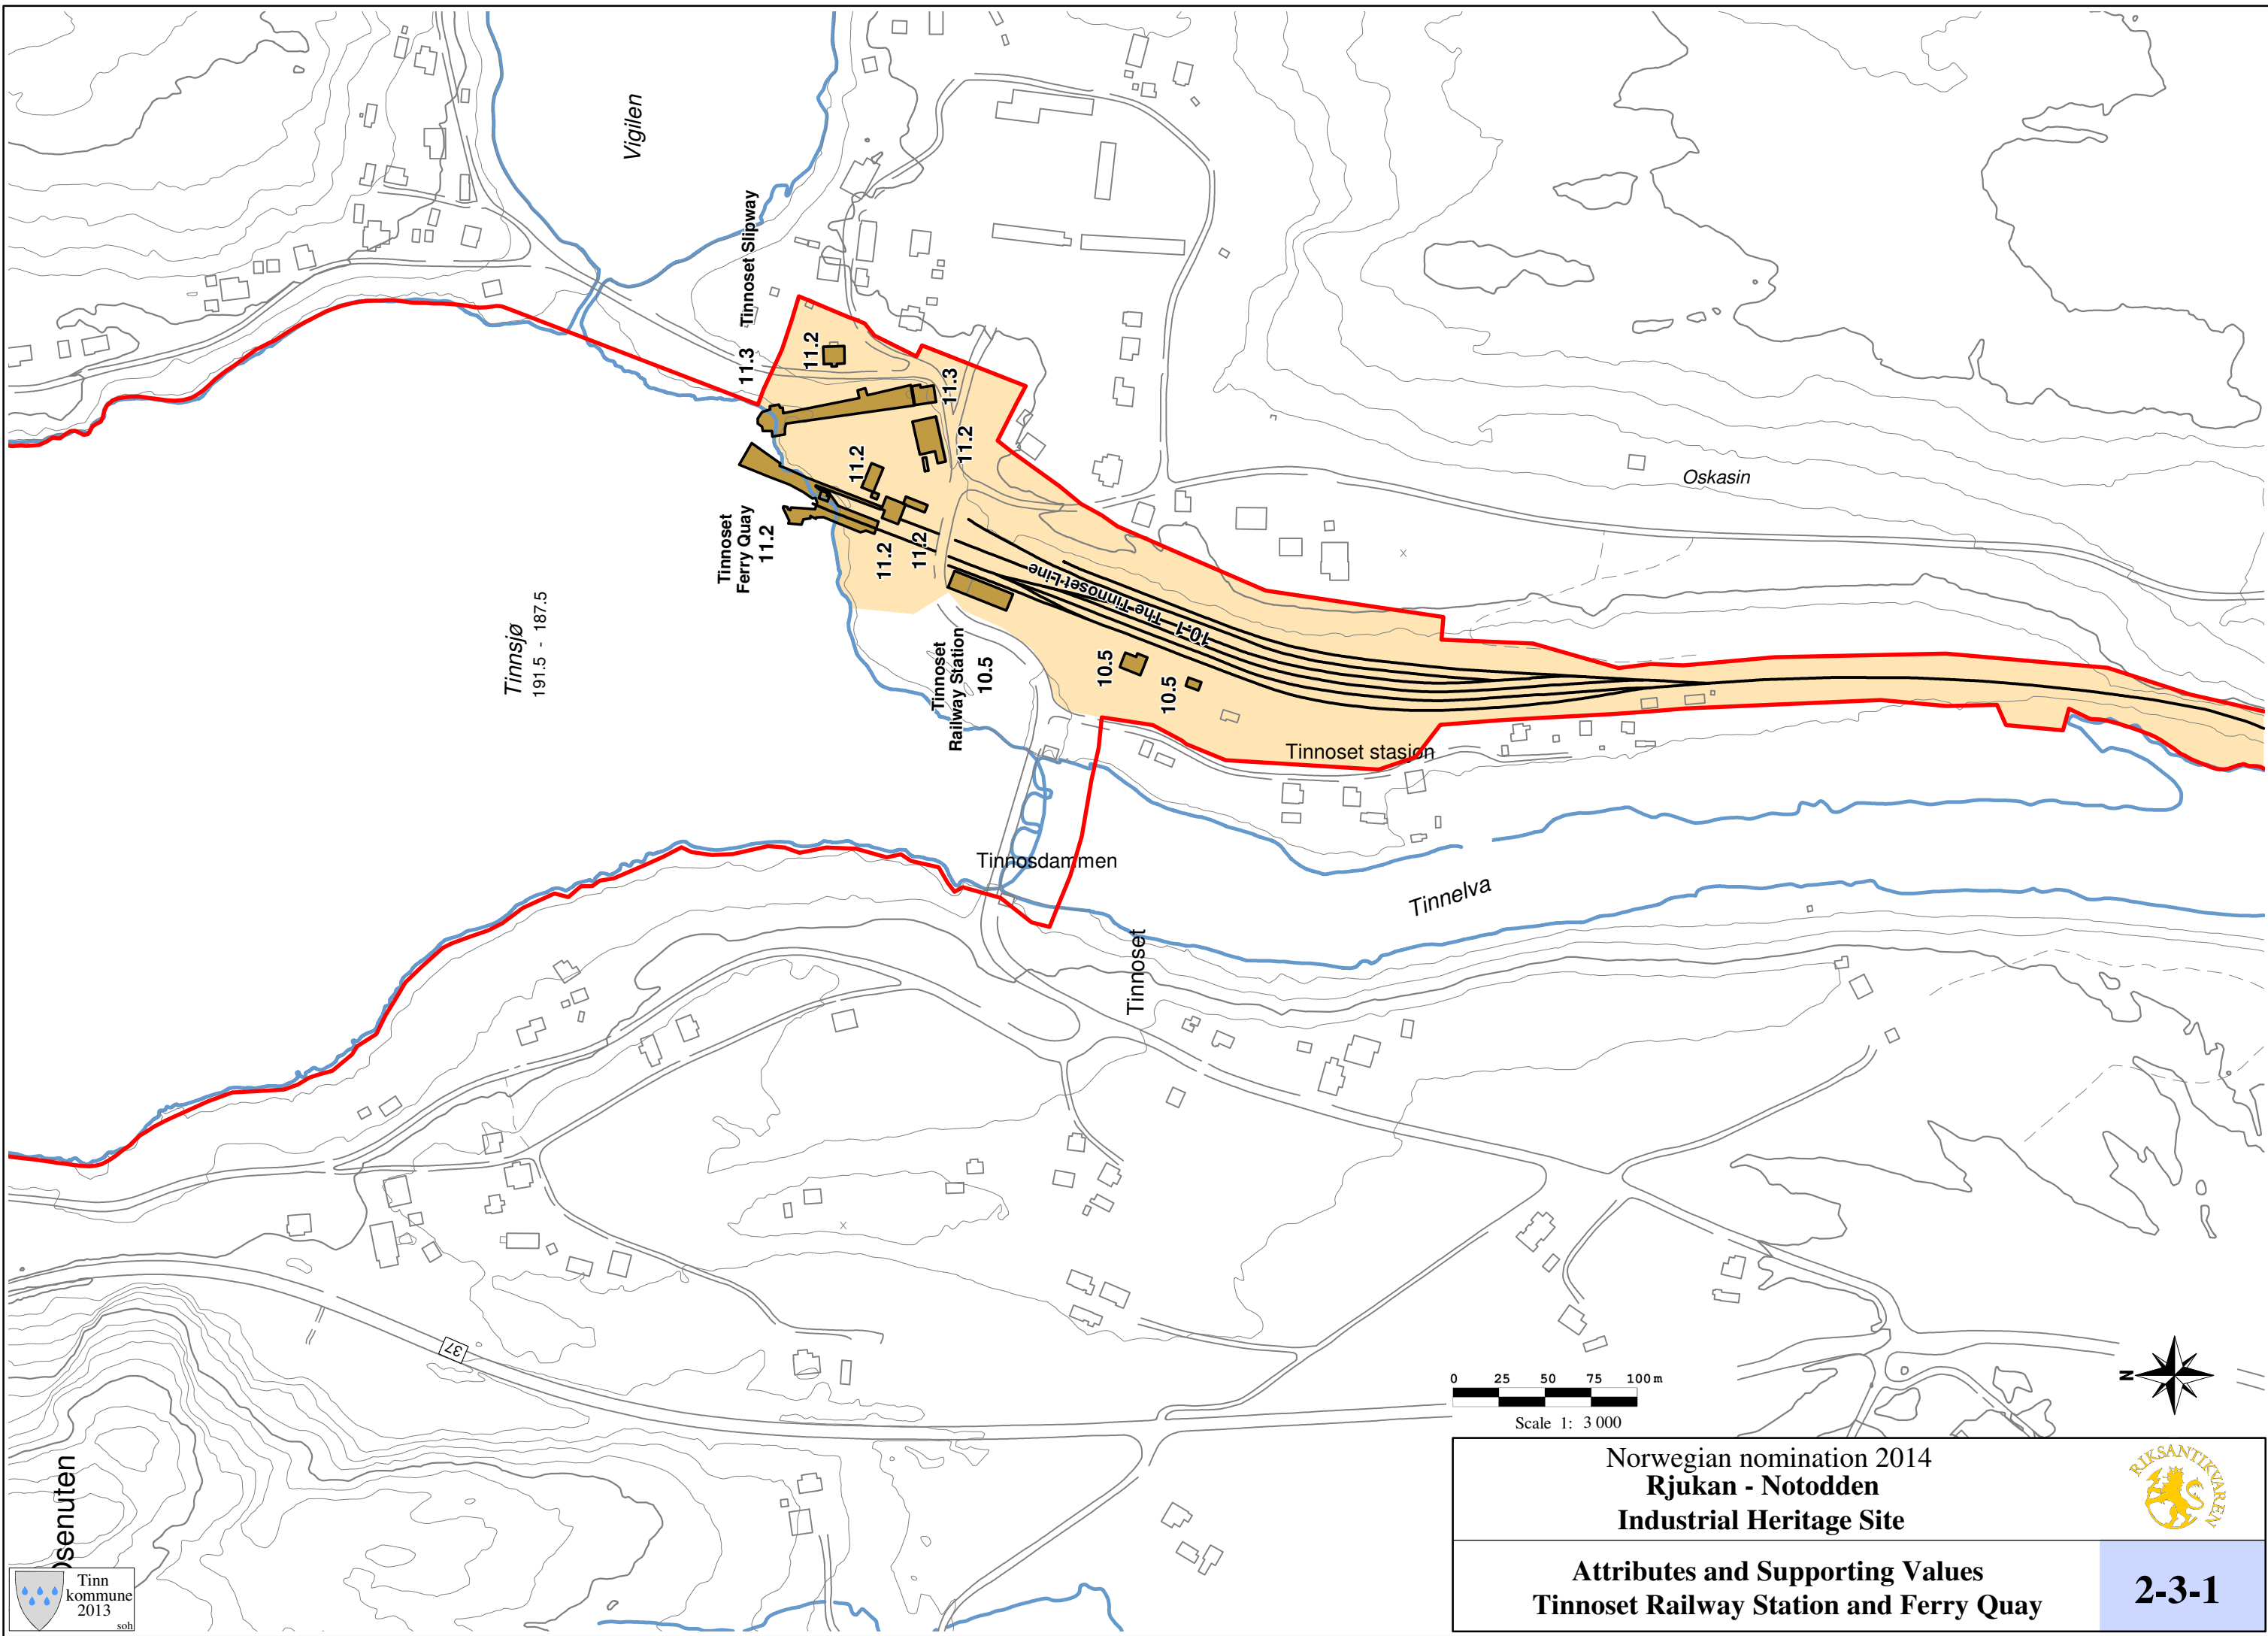 Vigilen
Tinnoset Slipway
11.3
11.2
11.3
11.2
11.2
Tinnoset
Ferry Quay
11.2
11.2
11.2
Oskasin
The Tinnoset Line
10.1
Tinnsjø
191.5 - 187.5
Tinnoset
Railway Station
10.5
10.5
10.5
Tinnoset stasjon
Tinnosdammen
Tinnelva
Tinnoset
37
osenuten
N
0 25 50 75 100 m
Scale 1: 3 000
Norwegian nomination 2014
Rjukan - Notodden
Industrial Heritage Site
RIKSANTIKVAREN
Attributes and Supporting Values
Tinnoset Railway Station and Ferry Quay
2-3-1
Tinn
kommune
2013
soh